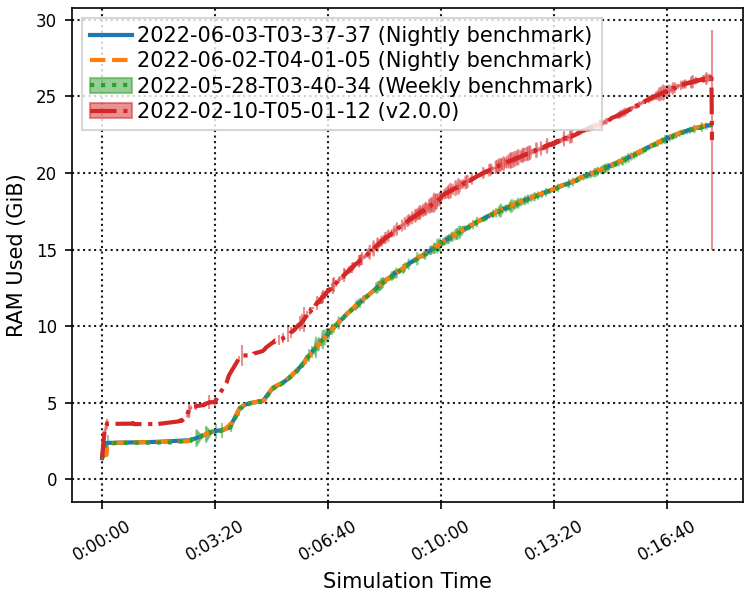 2022-06-03-T03-37-37 (Nightly benchmark)
2022-06-02-T04-01-05 (Nightly benchmark)
2022-05-28-T03-40-34 (Weekly benchmark)
2022-02-10-T05-01-12 (v2.0.0)
30
25
20
15
10
5
0
RAM Used (GiB)
0:00:00
0:03:20
0:06:40
0:10:00
0:13:20
0:16:40
Simulation Time